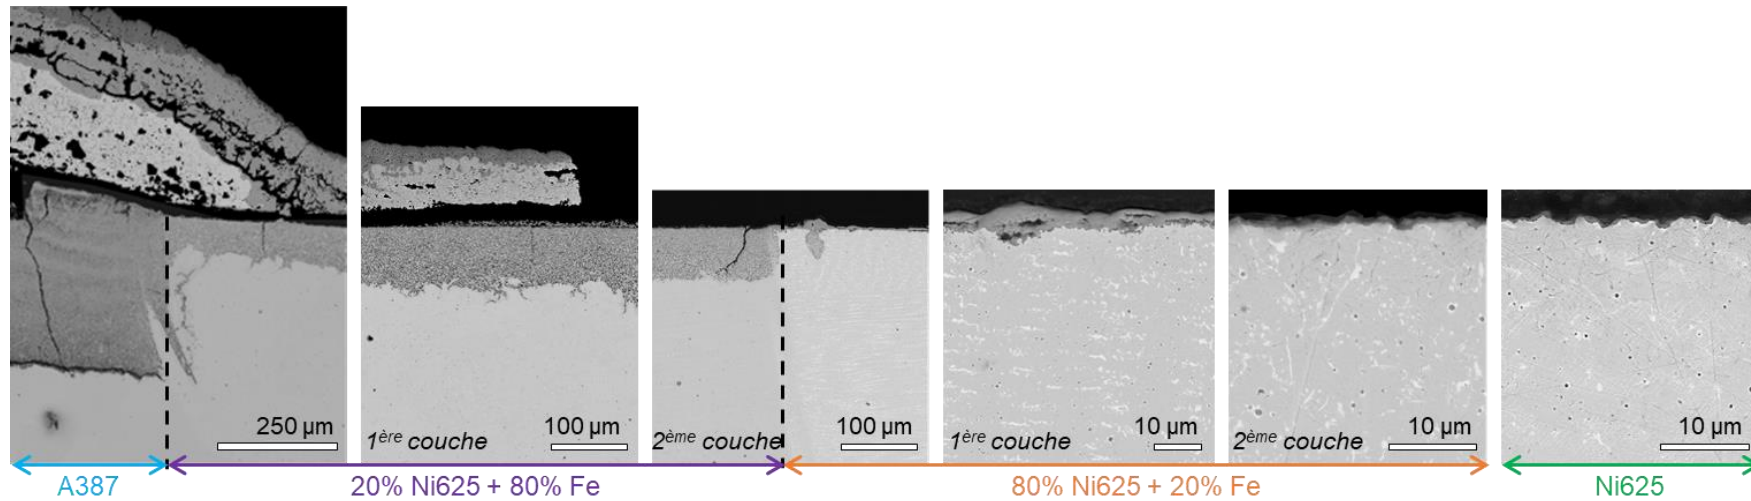 250 µm
1ère couche
100 µm
2ème couche
100 µm
1ère couche
10 µm
2ème couche
10 µm
10 µm
A387
20% Ni625 + 80% Fe
80% Ni625 + 20% Fe
Ni625